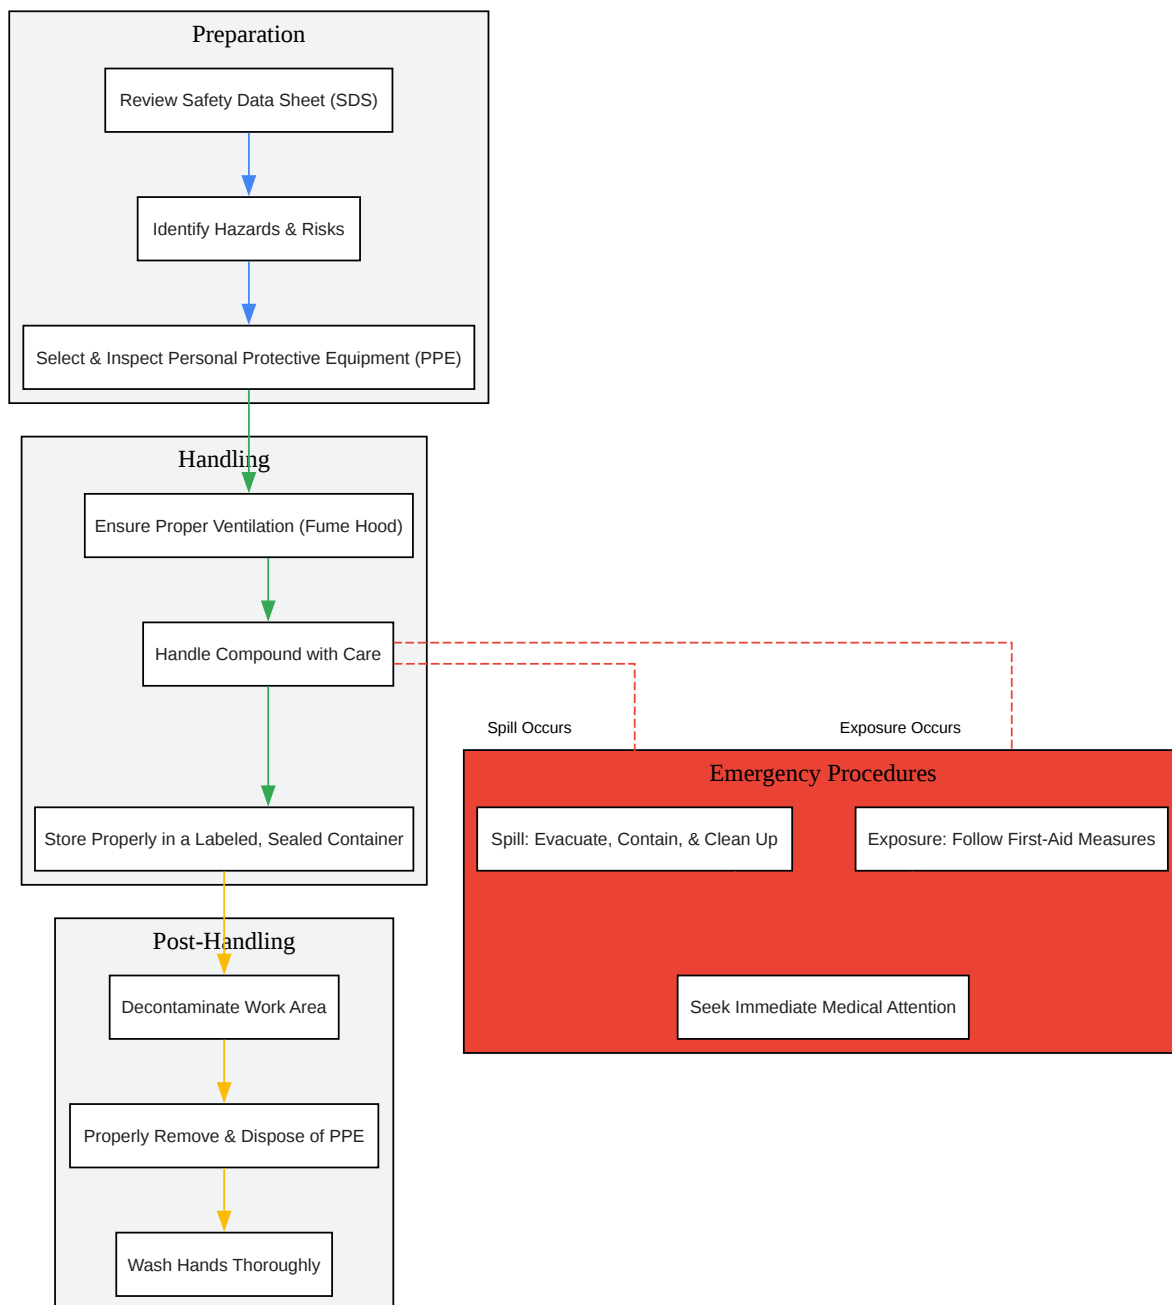 Preparation
Review Safety Data Sheet (SDS)
Identify Hazards & Risks
Select & Inspect Personal Protective Equipment (PPE)
Handling
Ensure Proper Ventilation (Fume Hood)
Handle Compound with Care
Store Properly in a Labeled, Sealed Container
Spill Occurs
Exposure Occurs
Emergency Procedures
Spill: Evacuate, Contain, & Clean Up
Exposure: Follow First-Aid Measures
Seek Immediate Medical Attention
Post-Handling
Decontaminate Work Area
Properly Remove & Dispose of PPE
Wash Hands Thoroughly